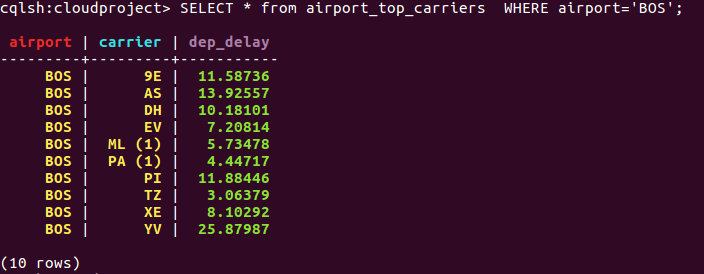 cqlsh:cloudproject> SELECT * from airport_top_carriers  WHERE airport='BOS';
 airport | carrier | dep_delay
---------+---------+-----------
     BOS |      9E |  11.58736
     BOS |      AS |  13.92557
     BOS |      DH |  10.18101
     BOS |      EV |   7.20814
     BOS |  ML (1) |   5.73478
     BOS |  PA (1) |   4.44717
     BOS |      PI |  11.88446
     BOS |      TZ |   3.06379
     BOS |      XE |   8.10292
     BOS |      YV |  25.87987
(10 rows)